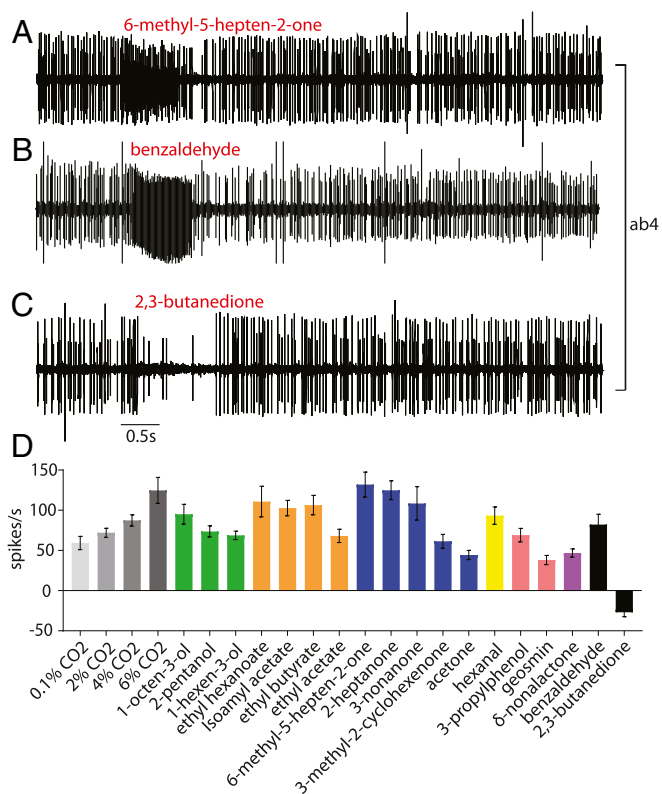 A
6-methyl-5-hepten-2-one
B
benzaldehyde
ab4
C
2,3-butanedione
0.5s
D
150
100
50
0
-50
spikes/s
0.1% CO2
2% CO2
4% CO2
6% CO2
1-octen-3-ol
2-pentanol
1-hexen-3-ol
ethyl hexanoate
Isoamyl acetate
ethyl butyrate
ethyl acetate
6-methyl-5-hepten-2-one
2-heptanone
3-nonanone
3-methyl-2-cyclohexenone
acetone
hexanal
3-propylphenol
geosmin
δ-nonalactone
benzaldehyde
2,3-butanedione